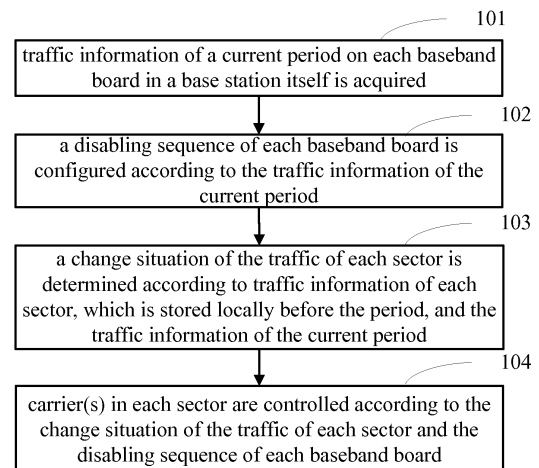 101
traffic information of a current period on each baseband
board in a base station itself is acquired
102
a disabling sequence of each baseband board is
configured according to the traffic information of the
current period
103
a change situation of the traffic of each sector is
determined according to traffic information of each
sector, which is stored locally before the period, and the
traffic information of the current period
104
carrier(s) in each sector are controlled according to the
change situation of the traffic of each sector and the
disabling sequence of each baseband board